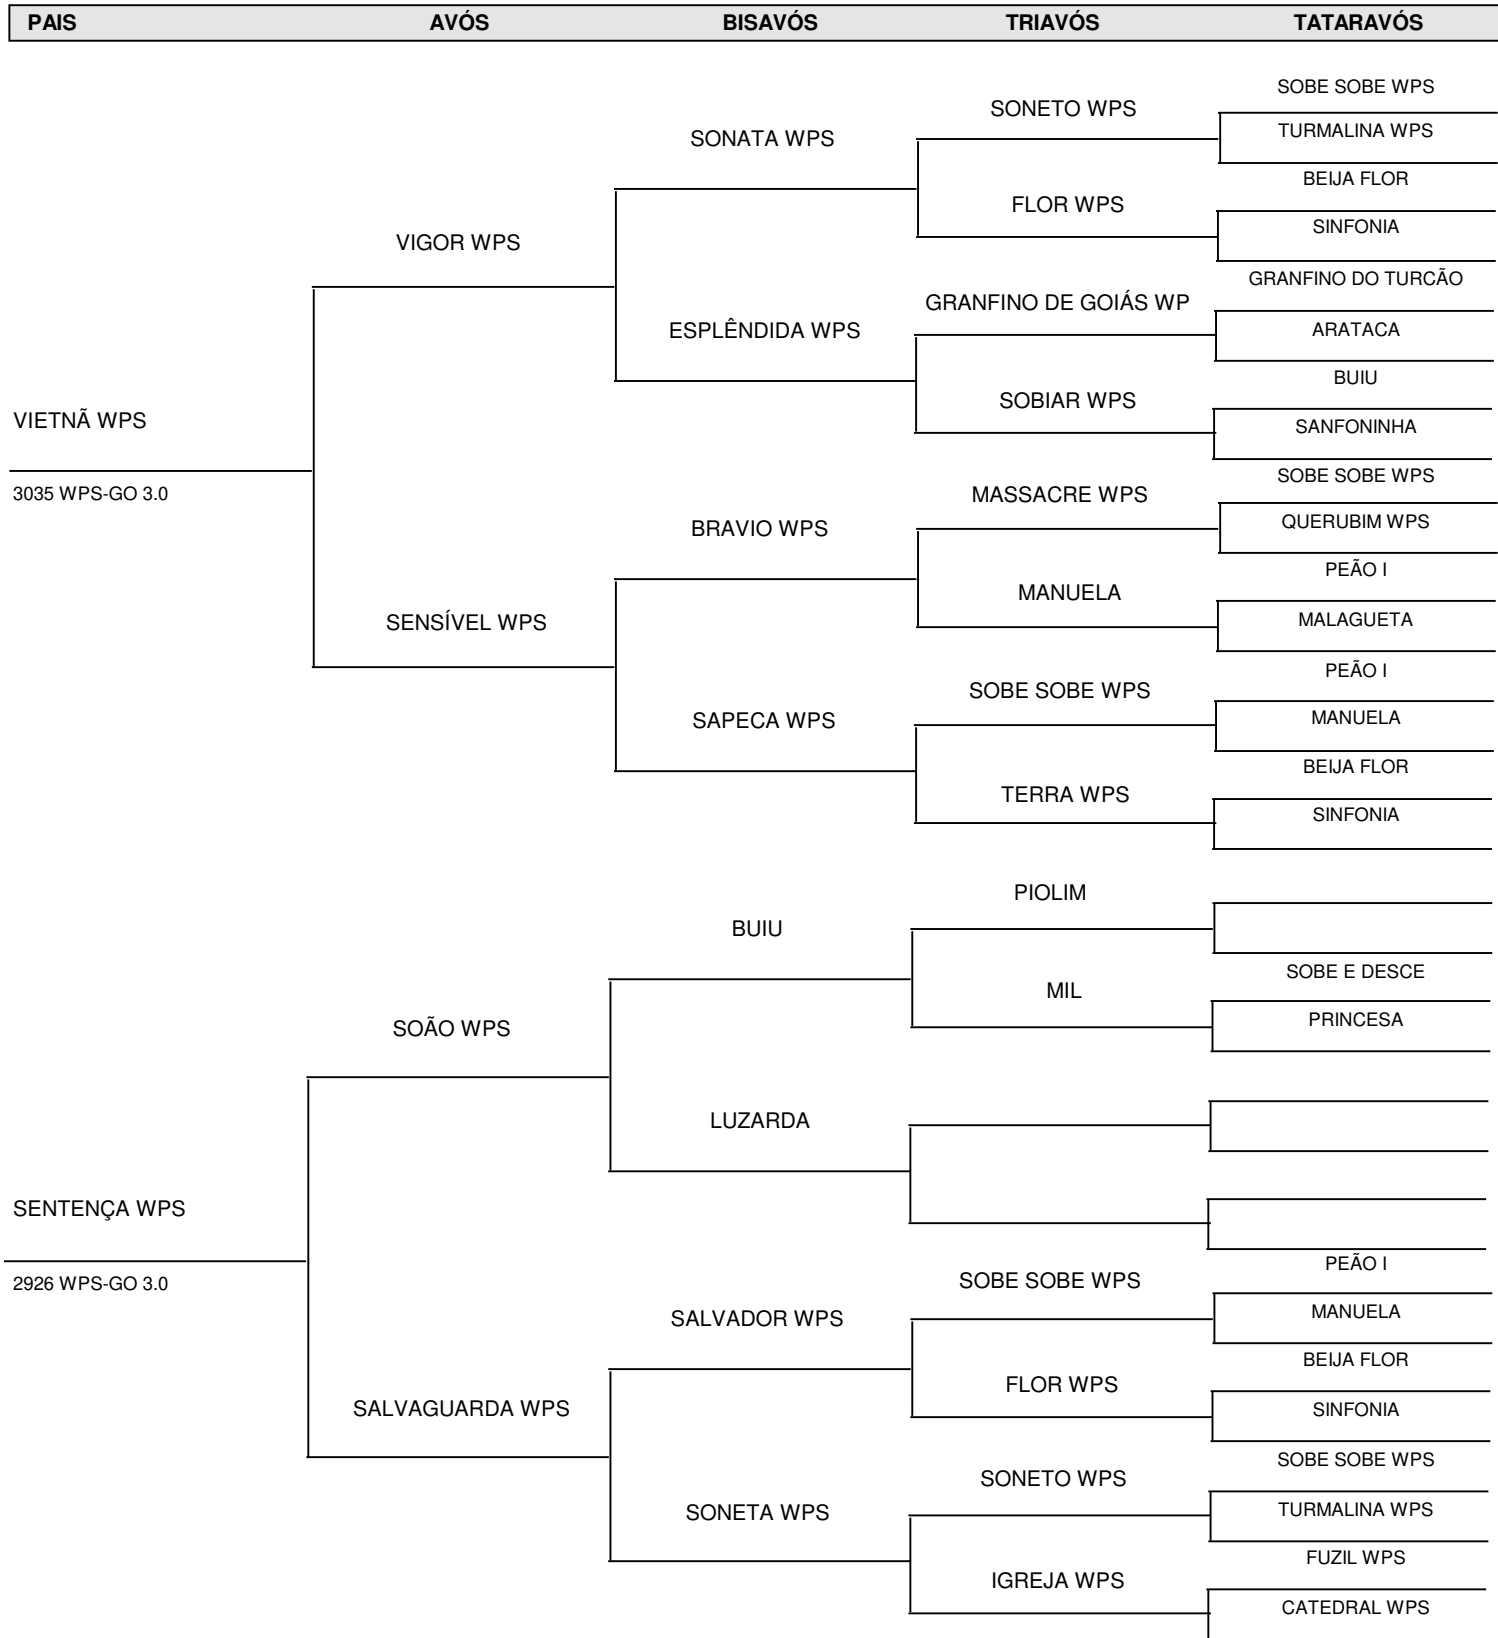 PAIS AVÓS BISAVÓS TRIAVÓS TATARAVÓS
SOBE SOBE WPS
SONETO WPS
TURMALINA WPS
SONATA WPS
BEIJA FLOR
FLOR WPS
SINFONIA
VIGOR WPS
GRANFINO DO TURCÃO
GRANFINO DE GOIÁS WP
ESPLÊNDIDA WPS
ARATACA
BUIU
SOBIAR WPS
VIETNÃ WPS
SANFONINHA
SOBE SOBE WPS
3035 WPS-GO 3.0
MASSACRE WPS
QUERUBIM WPS
BRAVIO WPS
PEÃO I
MANUELA
MALAGUETA
SENSÍVEL WPS
PEÃO I
SOBE SOBE WPS
MANUELA
SAPECA WPS
BEIJA FLOR
TERRA WPS
SINFONIA
PIOLIM
BUIU
SOBE E DESCE
MIL
PRINCESA
SOÃO WPS
LUZARDA
SENTENÇA WPS
PEÃO I
2926 WPS-GO 3.0
SOBE SOBE WPS
MANUELA
SALVADOR WPS
BEIJA FLOR
FLOR WPS
SINFONIA
SALVAGUARDA WPS
SOBE SOBE WPS
SONETO WPS
TURMALINA WPS
SONETA WPS
FUZIL WPS
IGREJA WPS
CATEDRAL WPS